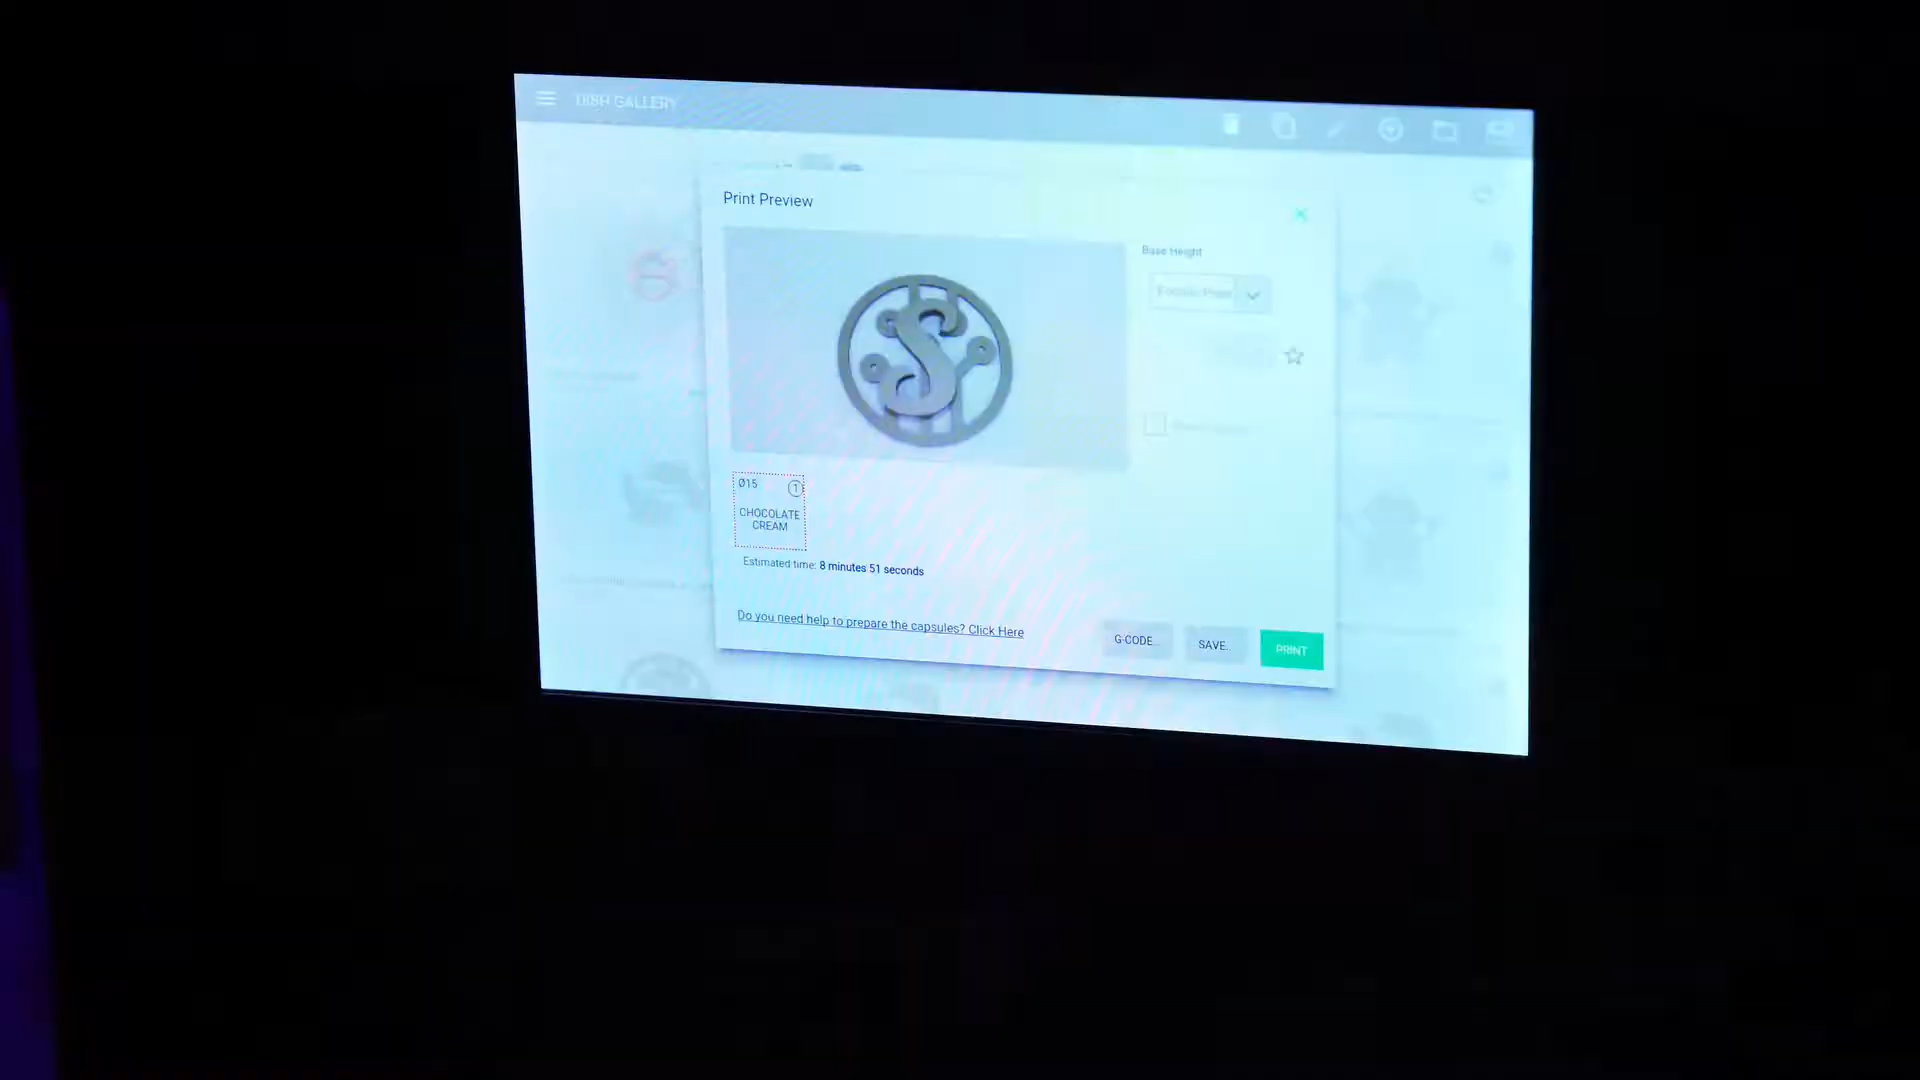 DISH GALLERY
Print Preview
Base Height
S
Ø15
1
CHOCOLATE
CREAM
Estimated time: 8 minutes 51 seconds
Do you need help to prepare the capsules? Click Here
G-CODE..
SAVE..
PRINT